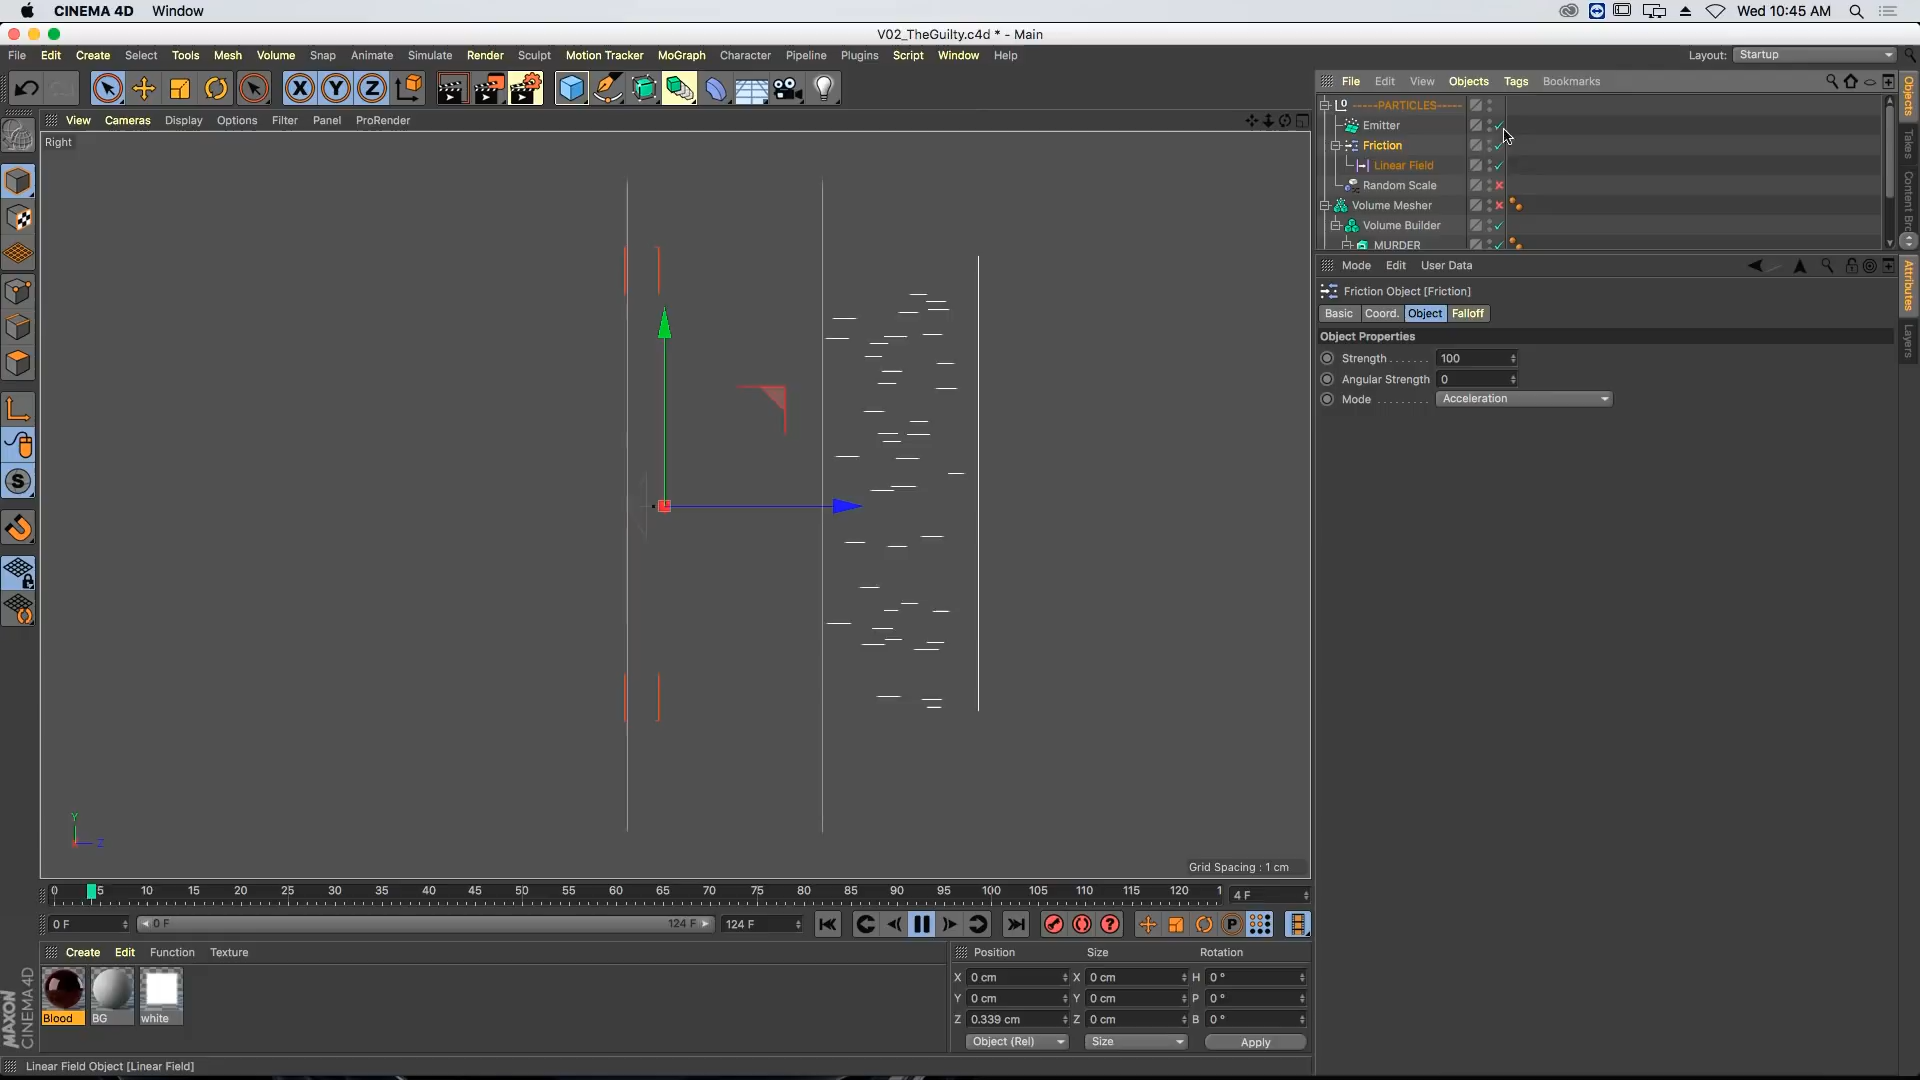 CINEMA 4D Window Wed 10:45 AM
V02_TheGuilty.c4d * - Main
File Edit Create Select Tools Mesh Volume Snap Animate Simulate Render Sculpt Motion Tracker MoGraph Character Pipeline Plugins Script Window Help Layout: Startup
X Y Z
File Edit View Objects Tags Bookmarks
View Cameras Display Options Filter Panel ProRender
Right
-----PARTICLES-----
Emitter
Friction
Linear Field
Random Scale
Volume Mesher
Volume Builder
MURDER
Objects
Takes
Content Bro
Attributes
Layers
Mode Edit User Data
Friction Object [Friction]
Basic Coord. Object Falloff
Object Properties
Strength . . . . . . . 100
Angular Strength 0
Mode . . . . . . . . . Acceleration
Y
Z
Grid Spacing : 1 cm
0 5 10 15 20 25 30 35 40 45 50 55 60 65 70 75 80 85 90 95 100 105 110 115 120 1 4 F
0 F 0 F 124 F 124 F
Create Edit Function Texture
Blood BG white
Position Size Rotation
X 0 cm X 0 cm H 0 °
Y 0 cm Y 0 cm P 0 °
Z 0.339 cm Z 0 cm B 0 °
Object (Rel) Size Apply
MAXON
CINEMA 4D
Linear Field Object [Linear Field]